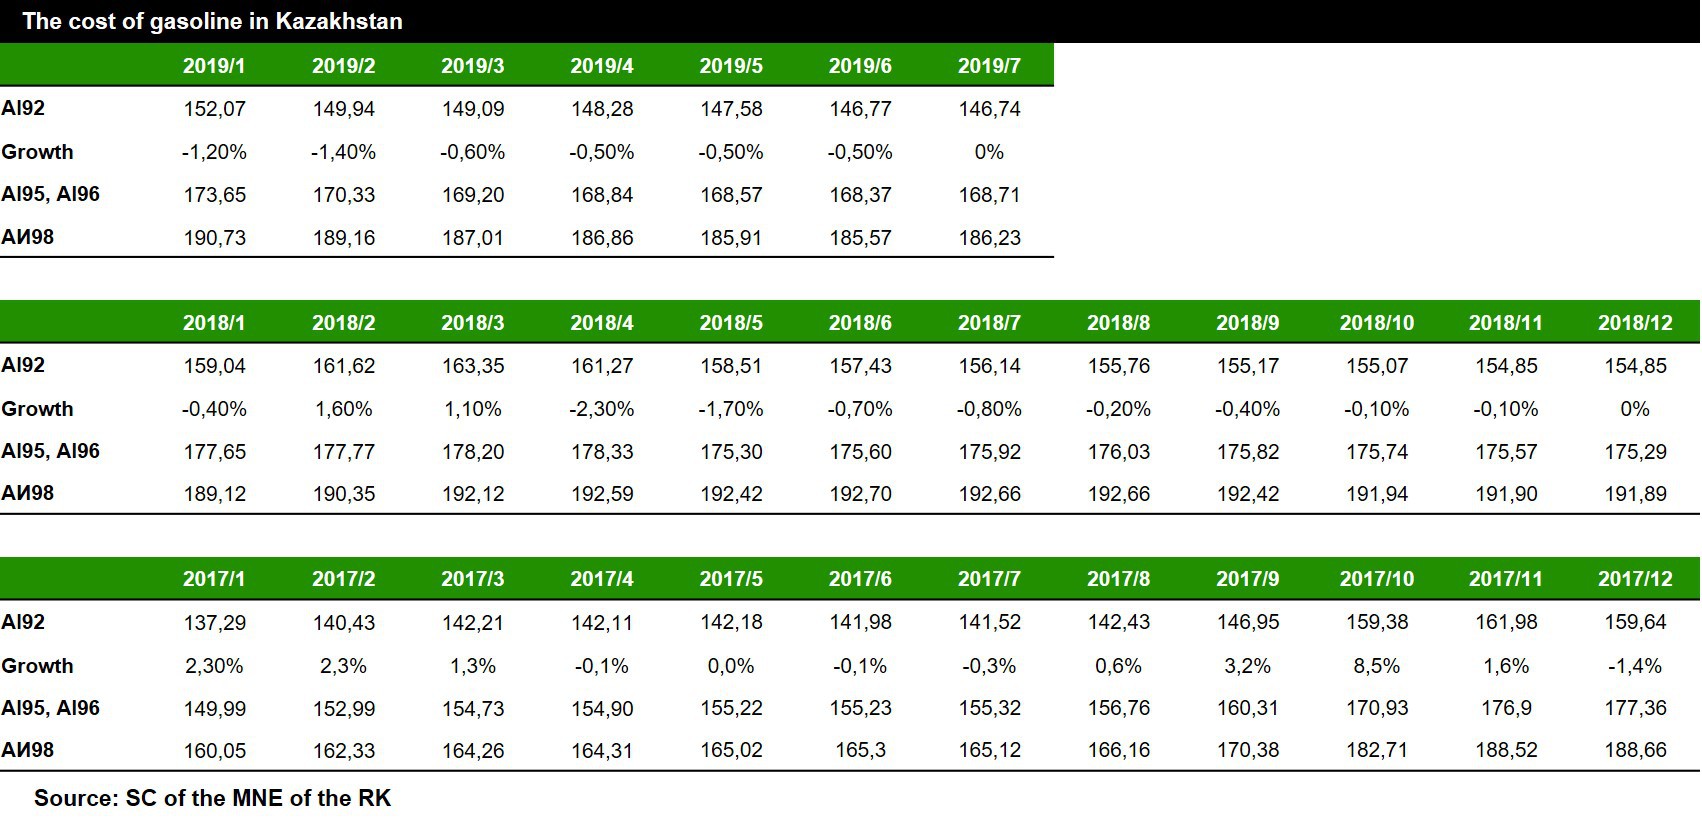 The cost of gasoline in Kazakhstan
2019/1 2019/2 2019/3 2019/4 2019/5 2019/6 2019/7
AI92 152,07 149,94 149,09 148,28 147,58 146,77 146,74
Growth -1,20% -1,40% -0,60% -0,50% -0,50% -0,50% 0%
AI95, AI96 173,65 170,33 169,20 168,84 168,57 168,37 168,71
АИ98 190,73 189,16 187,01 186,86 185,91 185,57 186,23
2018/1 2018/2 2018/3 2018/4 2018/5 2018/6 2018/7 2018/8 2018/9 2018/10 2018/11 2018/12
AI92 159,04 161,62 163,35 161,27 158,51 157,43 156,14 155,76 155,17 155,07 154,85 154,85
Growth -0,40% 1,60% 1,10% -2,30% -1,70% -0,70% -0,80% -0,20% -0,40% -0,10% -0,10% 0%
AI95, AI96 177,65 177,77 178,20 178,33 175,30 175,60 175,92 176,03 175,82 175,74 175,57 175,29
АИ98 189,12 190,35 192,12 192,59 192,42 192,70 192,66 192,66 192,42 191,94 191,90 191,89
2017/1 2017/2 2017/3 2017/4 2017/5 2017/6 2017/7 2017/8 2017/9 2017/10 2017/11 2017/12
AI92 137,29 140,43 142,21 142,11 142,18 141,98 141,52 142,43 146,95 159,38 161,98 159,64
Growth 2,30% 2,3% 1,3% -0,1% 0,0% -0,1% -0,3% 0,6% 3,2% 8,5% 1,6% -1,4%
AI95, AI96 149,99 152,99 154,73 154,90 155,22 155,23 155,32 156,76 160,31 170,93 176,9 177,36
АИ98 160,05 162,33 164,26 164,31 165,02 165,3 165,12 166,16 170,38 182,71 188,52 188,66
Source: SC of the MNE of the RK